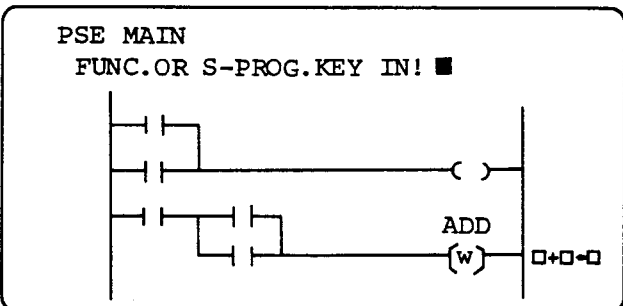 PSE MAIN
FUNC.OR S-PROG.KEY IN!
ADD
(W) □+□→□